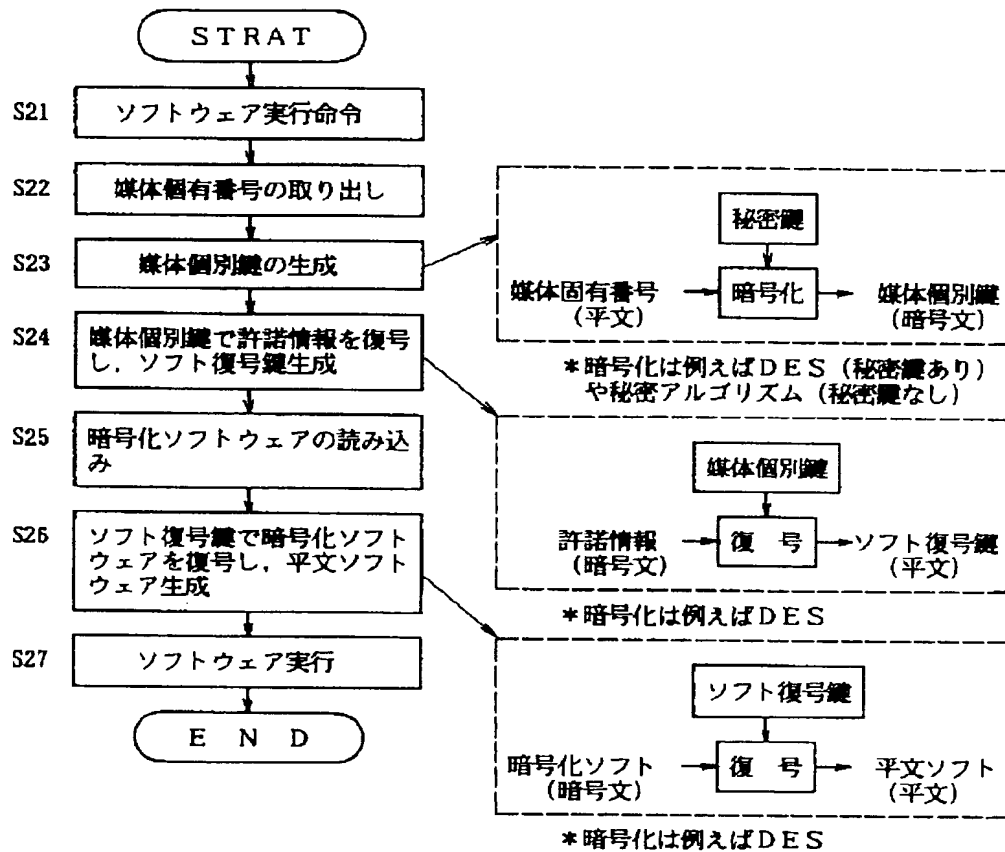 STRAT
S21
ソフトウェア実行命令
S22
媒体個有番号の取り出し
S23
媒体個別鍵の生成
S24
媒体個別鍵で許諾情報を復号
し，ソフト復号鍵生成
S25
暗号化ソフトウェアの読み込
み
S26
ソフト復号鍵で暗号化ソフト
ウェアを復号し，平文ソフト
ウェア生成
S27
ソフトウェア実行
END
秘密鍵
媒体固有番号
(平文)
暗号化
媒体個別鍵
(暗号文)
＊暗号化は例えばDES（秘密鍵あり）
や秘密アルゴリズム（秘密鍵なし）
媒体個別鍵
許諾情報
(暗号文)
復号
ソフト復号鍵
(平文)
＊暗号化は例えばDES
ソフト復号鍵
暗号化ソフト
(暗号文)
復号
平文ソフト
(平文)
＊暗号化は例えばDES